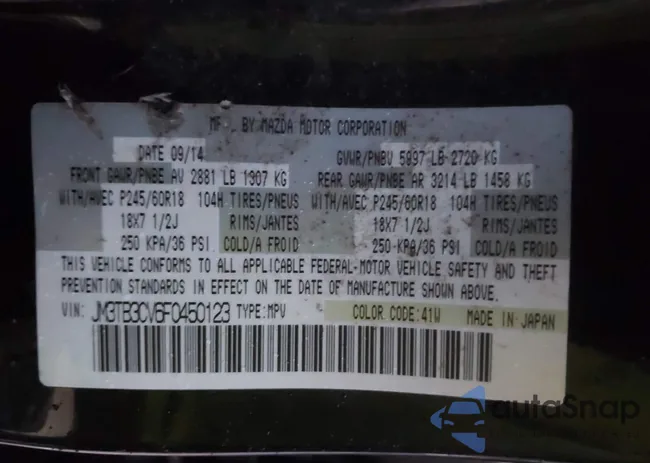 MFD. BY MAZDA MOTOR CORPORATION
DATE 09/14 GVWR/PNBV 5997 LB 2720 KG
FRONT GAWR/PNBE AV 2881 LB 1307 KG REAR GAWR/PNBE AR 3214 LB 1458 KG
WITH/AVEC P245/60R18 104H TIRES/PNEUS WITH/AVEC P245/60R18 104H TIRES/PNEUS
18X7 1/2J RIMS/JANTES 18X7 1/2J RIMS/JANTES
250 KPA/36 PSI COLD/A FROID 250 KPA/36 PSI COLD/A FROID
THIS VEHICLE CONFORMS TO ALL APPLICABLE FEDERAL-MOTOR VEHICLE SAFETY AND THEFT
PREVENTION STANDARDS IN EFFECT ON THE DATE OF MANUFACTURE SHOWN ABOVE.
VIN: JM3TB3CV6F0450123 TYPE:MPV COLOR CODE:41W MADE IN JAPAN
autoSnap